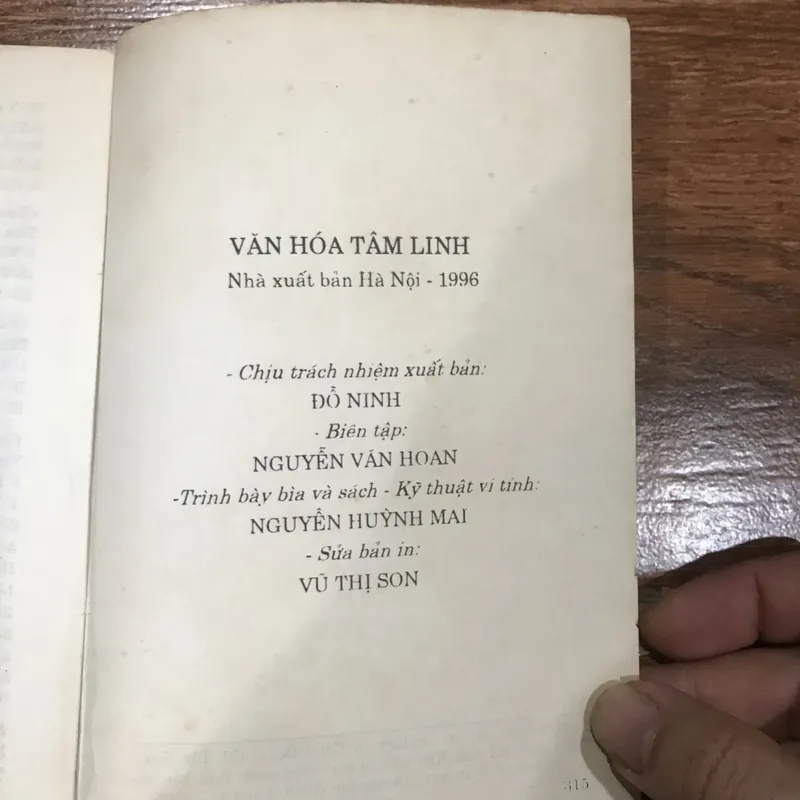 VĂN HÓA TÂM LINH
Nhà xuất bản Hà Nội - 1996
- Chịu trách nhiệm xuất bản:
ĐỖ NINH
- Biên tập:
NGUYỄN VĂN HOAN
-Trình bày bìa và sách - Kỹ thuật vi tính:
NGUYỄN HUỲNH MAI
- Sửa bản in:
VŨ THỊ SON
315